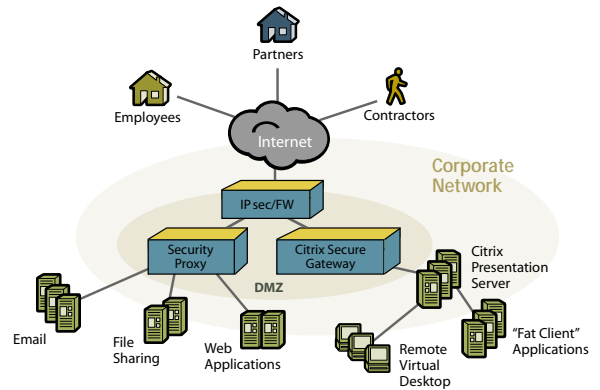 Partners
Employees
Contractors
Internet
Corporate
Network
IP sec/FW
Security
Proxy
Citrix Secure
Gateway
Citrix
Presentation
Server
DMZ
Email
File
Sharing
Web
Applications
Remote
Virtual
Desktop
"Fat Client"
Applications